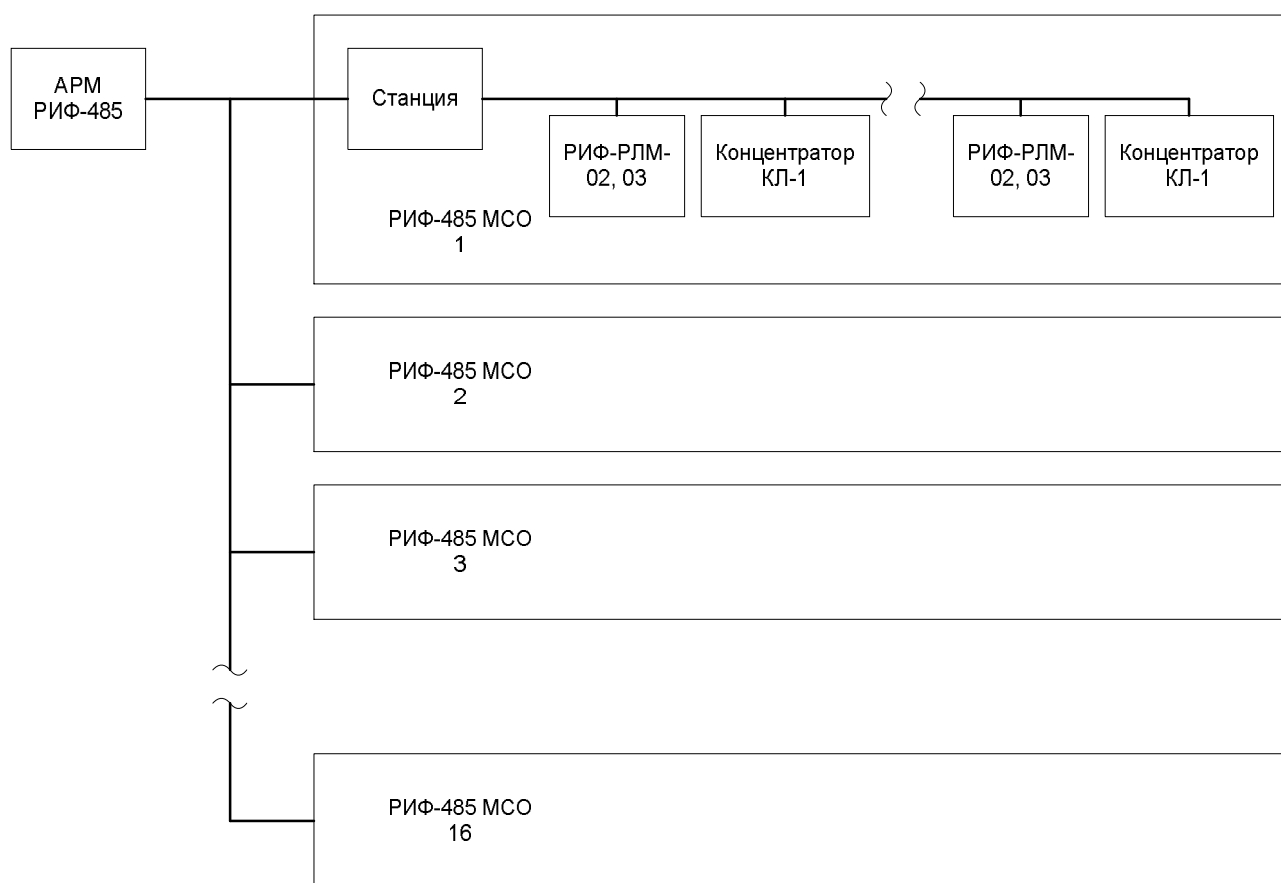 АРМ
РИФ-485
Станция
РИФ-РЛМ-
02, 03
Концентратор
КЛ-1
РИФ-РЛМ-
02, 03
Концентратор
КЛ-1
РИФ-485 МСО
1
РИФ-485 МСО
2
РИФ-485 МСО
3
РИФ-485 МСО
16